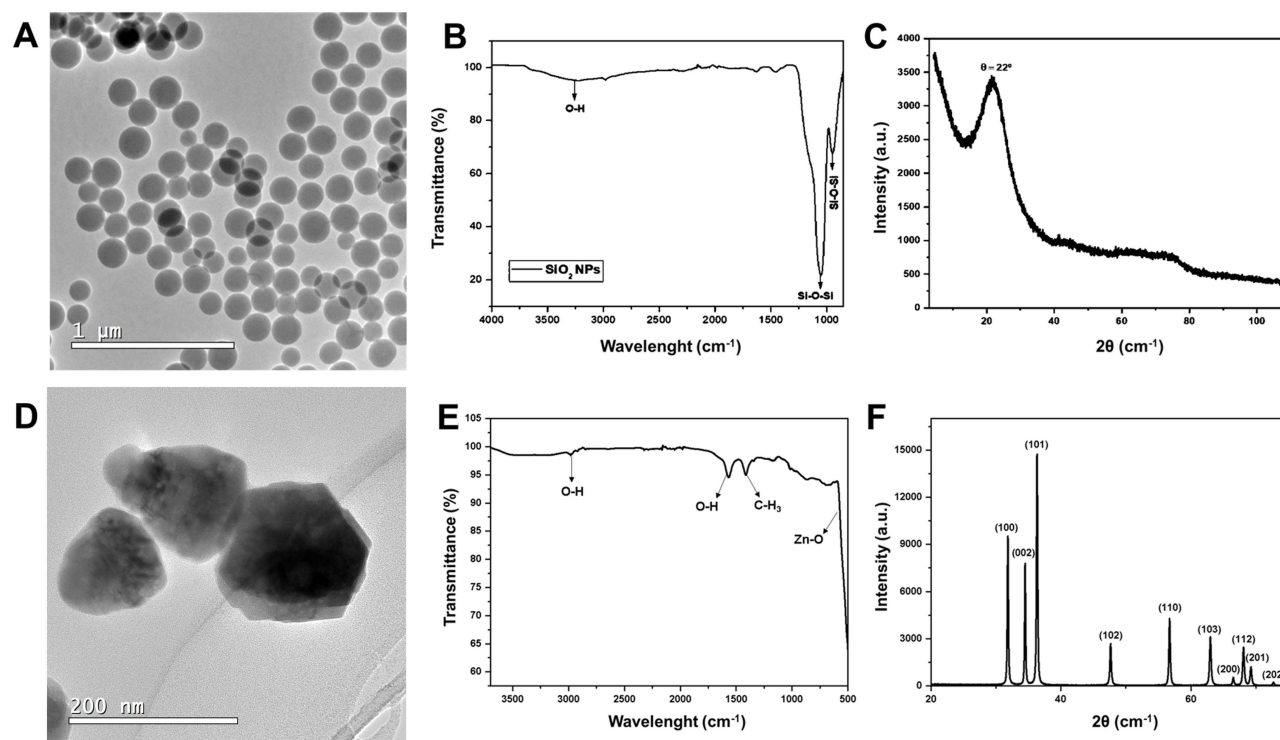 A
1 µm
B
Transmittance (%)
100
80
60
40
20
O-H
Si-O-Si
Si-O-Si
SiO2 NPs
4000 3500 3000 2500 2000 1500 1000
Wavelenght (cm-1)
C
Intensity (a.u.)
4000
3500
3000
2500
2000
1500
1000
500
0
θ = 22°
20 40 60 80 100
2θ (cm-1)
D
200 nm
E
Transmittance (%)
105
100
95
90
85
80
75
70
65
60
O-H
O-H
C-H3
Zn-O
3500 3000 2500 2000 1500 1000 500
Wavelenght (cm-1)
F
Intensity (a.u.)
15000
12000
9000
6000
3000
0
(100)
(002)
(101)
(102)
(110)
(103)
(200)
(112)
(201)
(202
20 40 60
2θ (cm-1)